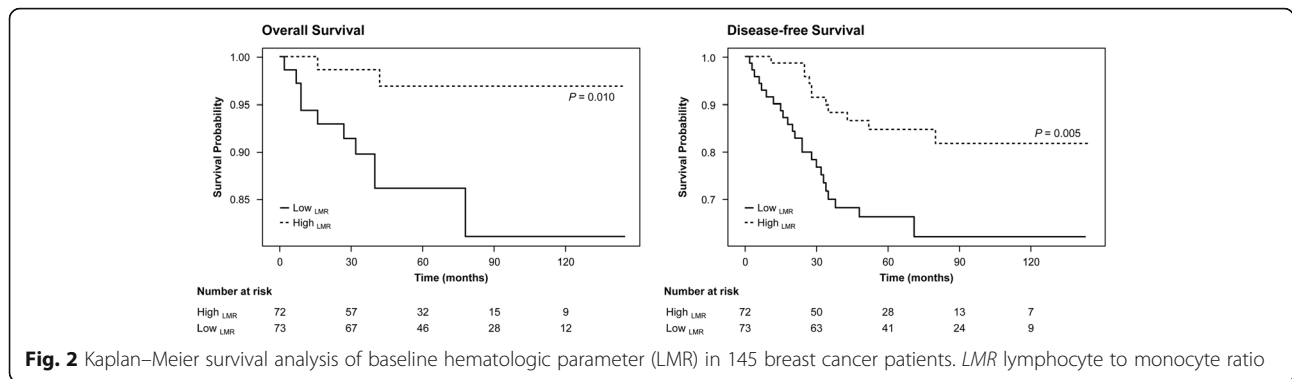 Overall Survival
1.00
0.95
0.90
0.85
Survival Probability
P = 0.010
Low LMR
High LMR
0 30 60 90 120
Time (months)
Number at risk
High LMR 72 57 32 15 9
Low LMR 73 67 46 28 12
Disease-free Survival
1.0
0.9
0.8
0.7
Survival Probability
P = 0.005
Low LMR
High LMR
0 30 60 90 120
Time (months)
Number at risk
High LMR 72 50 28 13 7
Low LMR 73 63 41 24 9
Fig. 2 Kaplan–Meier survival analysis of baseline hematologic parameter (LMR) in 145 breast cancer patients. LMR lymphocyte to monocyte ratio